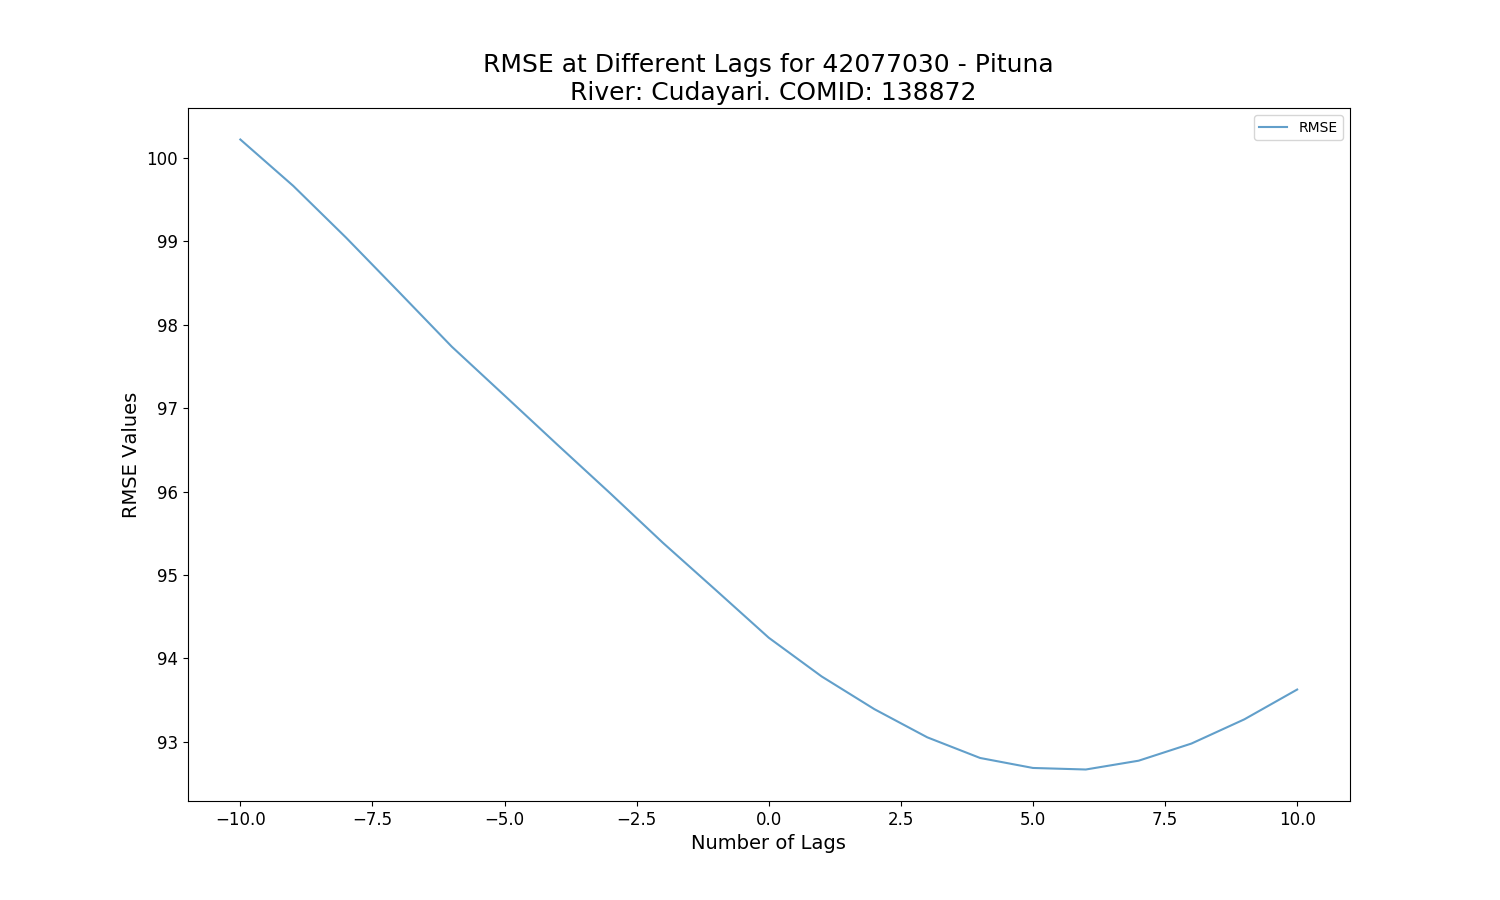 RMSE at Different Lags for 42077030 - Pituna
River: Cudayari. COMID: 138872
RMSE
100
99
98
97
96
95
94
93
RMSE Values
−10.0 −7.5 −5.0 −2.5 0.0 2.5 5.0 7.5 10.0
Number of Lags